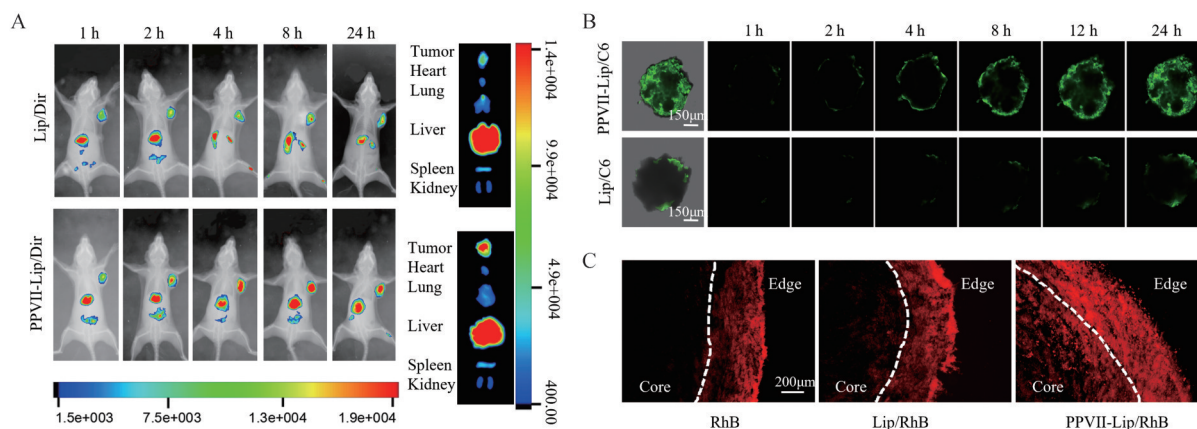 A
1 h 2 h 4 h 8 h 24 h
Lip/Dir
PPVII-Lip/Dir
Tumor
Heart
Lung
Liver
Spleen
Kidney
Tumor
Heart
Lung
Liver
Spleen
Kidney
1.4e+004
9.9e+004
4.9e+004
400.00
1.5e+003 7.5e+003 1.3e+004 1.9e+004
B
1 h 2 h 4 h 8 h 12 h 24 h
PPVII-Lip/C6
150μm
Lip/C6
150μm
C
Edge Edge Edge
Core Core Core
200μm
RhB Lip/RhB PPVII-Lip/RhB